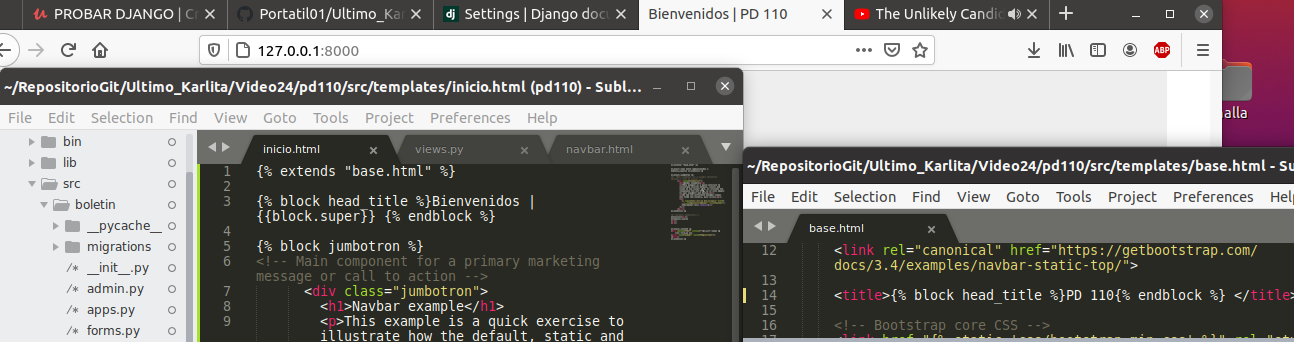 PROBAR DJANGO | Cr
Portatil01/Ultimo_Ka
Settings | Django docu
Bienvenidos | PD 110
The Unlikely Candid
127.0.0.1:8000
ABP
alla
~/RepositorioGit/Ultimo_Karlita/Video24/pd110/src/templates/inicio.html (pd110) - Subl...
File Edit Selection Find View Goto Tools Project Preferences Help
bin
lib
src
boletin
__pycache__
migrations
/* __init__.py
/* admin.py
/* apps.py
/* forms.py
inicio.html
views.py
navbar.html
1 {% extends "base.html" %}
2
3 {% block head_title %}Bienvenidos |
{{block.super}} {% endblock %}
4
5 {% block jumbotron %}
6 <!-- Main component for a primary marketing
message or call to action -->
7 <div class="jumbotron">
8 <h1>Navbar example</h1>
9 <p>This example is a quick exercise to
illustrate how the default, static and
~/RepositorioGit/Ultimo_Karlita/Video24/pd110/src/templates/base.html - Su
File Edit Selection Find View Goto Tools Project Preferences
base.html
12 <link rel="canonical" href="https://getbootstrap.com/
docs/3.4/examples/navbar-static-top/">
13
14 <title>{% block head_title %}PD 110{% endblock %} </title>
15
16 <!-- Bootstrap core CSS -->